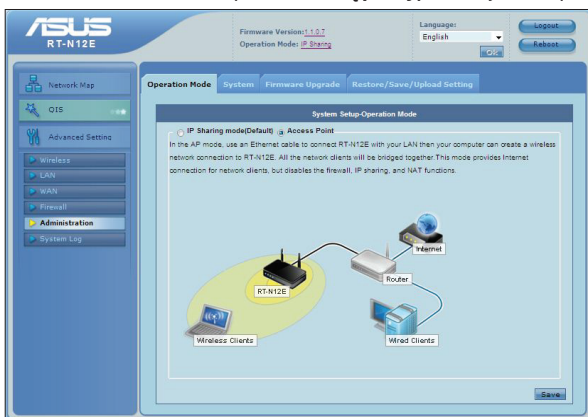 ASUS
RT-N12E
Firmware Version:1.1.0.7
Operation Mode: IP Sharing
Language:
English
OK
Logout
Reboot
Network Map
QIS
Advanced Setting
Wireless
LAN
WAN
Firewall
Administration
System Log
Operation Mode System Firmware Upgrade Restore/Save/Upload Setting
System Setup-Operation Mode
IP Sharing mode(Default) Access Point
In the AP mode, use an Ethernet cable to connect RT-N12E with your LAN then your computer can create a wireless
network connection to RT-N12E. All the network clients will be bridged together.This mode provides Internet
connection for network clients, but disables the firewall, IP sharing, and NAT functions.
Internet
Router
RT-N12E
Wireless Clients
Wired Clients
Save